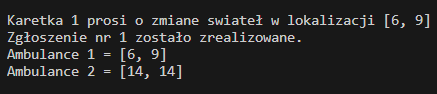 Karetka 1 prosi o zmiane swiateł w lokalizacji [6, 9]
Zgłoszenie nr 1 zostało zrealizowane.
Ambulance 1 = [6, 9]
Ambulance 2 = [14, 14]